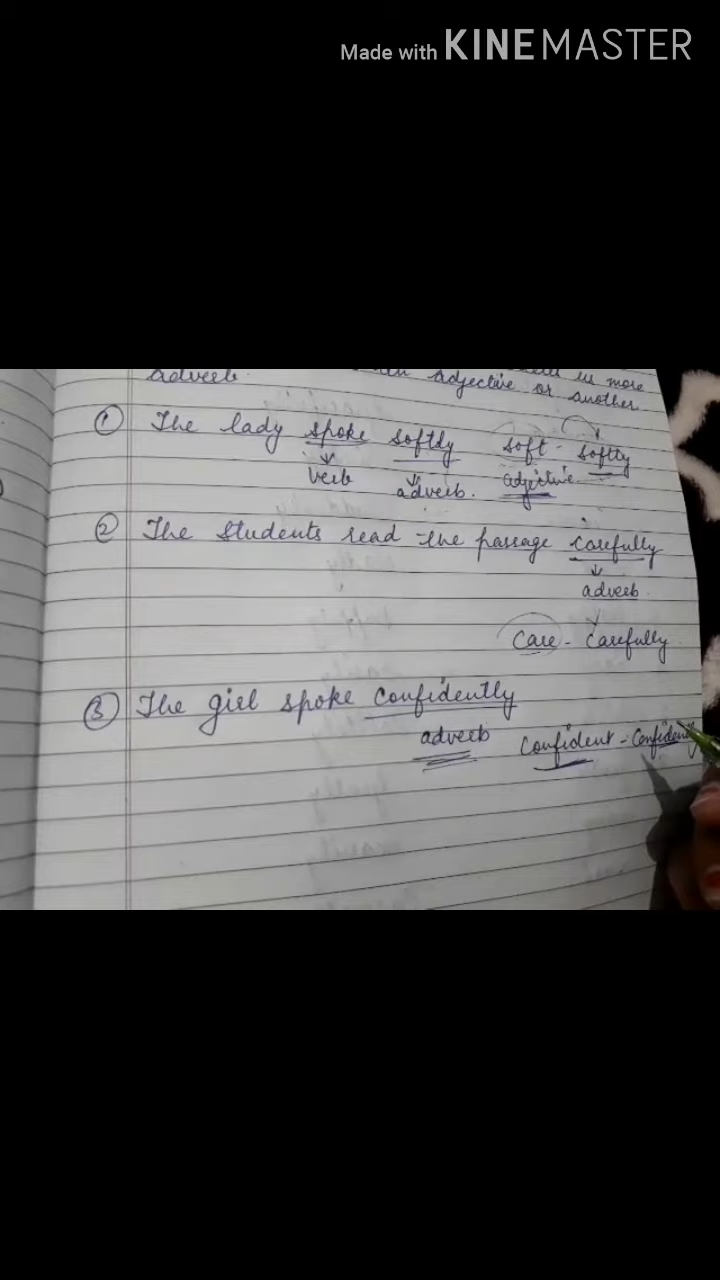 Made with KINEMASTER
adjective or another
adverb
① The lady spoke softly soft - softly
verb adverb. adjective
② The students read the passage carefully
adverb
Care - Carefully
③ The girl spoke confidently
adverb Confident - Confidently